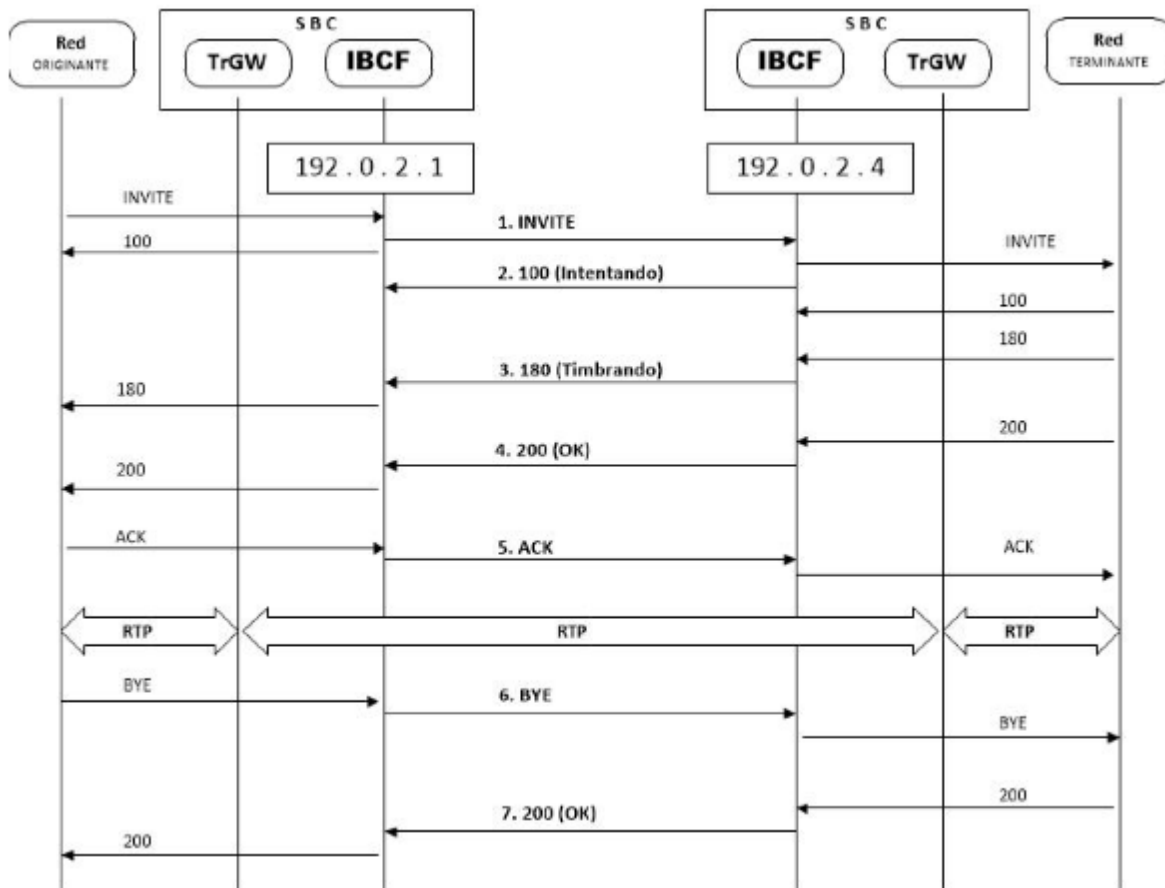 S B C
S B C
Red
ORIGINANTE
TrGW
IBCF
IBCF
TrGW
Red
TERMINANTE
192 . 0 . 2 . 1
192 . 0 . 2 . 4
INVITE
1. INVITE
100
INVITE
2. 100 (Intentando)
100
180
3. 180 (Timbrando)
180
200
4. 200 (OK)
200
ACK
5. ACK
ACK
RTP
RTP
RTP
BYE
6. BYE
BYE
200
7. 200 (OK)
200